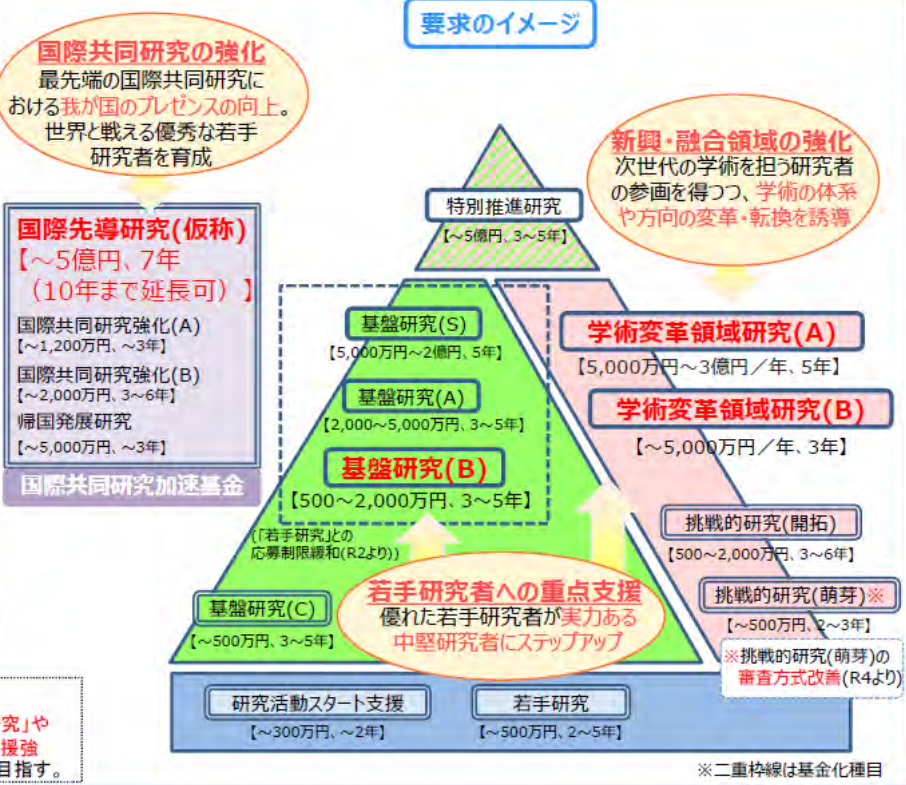 要求のイメージ
国際共同研究の強化
最先端の国際共同研究に
おける我が国のプレゼンスの向上。
世界と戦える優秀な若手
研究者を育成
国際先導研究(仮称)
【～5億円、7年
（10年まで延長可）】
国際共同研究強化(A)
【～1,200万円、～3年】
国際共同研究強化(B)
【～2,000万円、3～6年】
帰国発展研究
【～5,000万円、～3年】
国際共同研究加速基金
新興・融合領域の強化
次世代の学術を担う研究者
の参画を得つつ、学術の体系
や方向の変革・転換を誘導
特別推進研究
【～5億円、3～5年】
基盤研究(S)
【5,000万円～2億円、5年】
基盤研究(A)
【2,000～5,000万円、3～5年】
基盤研究(B)
【500～2,000万円、3～5年】
(「若手研究」との
応募制限緩和(R2より))
基盤研究(C)
【～500万円、3～5年】
学術変革領域研究(A)
【5,000万円～3億円／年、5年】
学術変革領域研究(B)
【～5,000万円／年、3年】
挑戦的研究(開拓)
【500～2,000万円、3～6年】
挑戦的研究(萌芽)※
【～500万円、2～3年】
※挑戦的研究(萌芽)の
審査方式改善(R4より)
若手研究者への重点支援
優れた若手研究者が実力ある
中堅研究者にステップアップ
研究活動スタート支援
【～300万円、～2年】
若手研究
【～500万円、2～5年】
究」や
援強
目指す。
※二重枠線は基金化種目